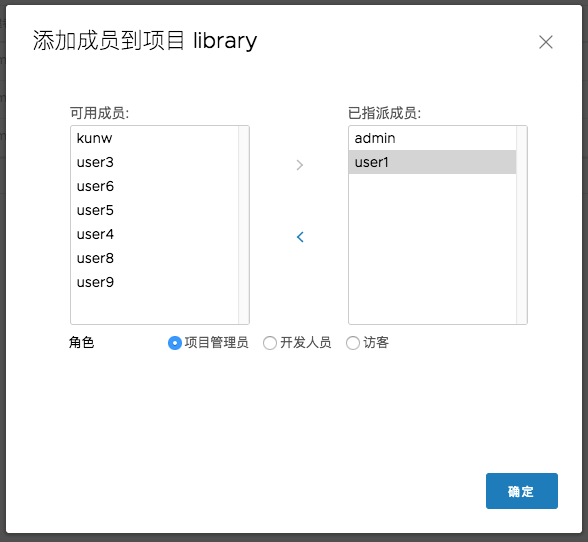 添加成员到项目 library
可用成员:
kunw
user3
user6
user5
user4
user8
user9
已指派成员:
admin
user1
角色 项目管理员 开发人员 访客
确定